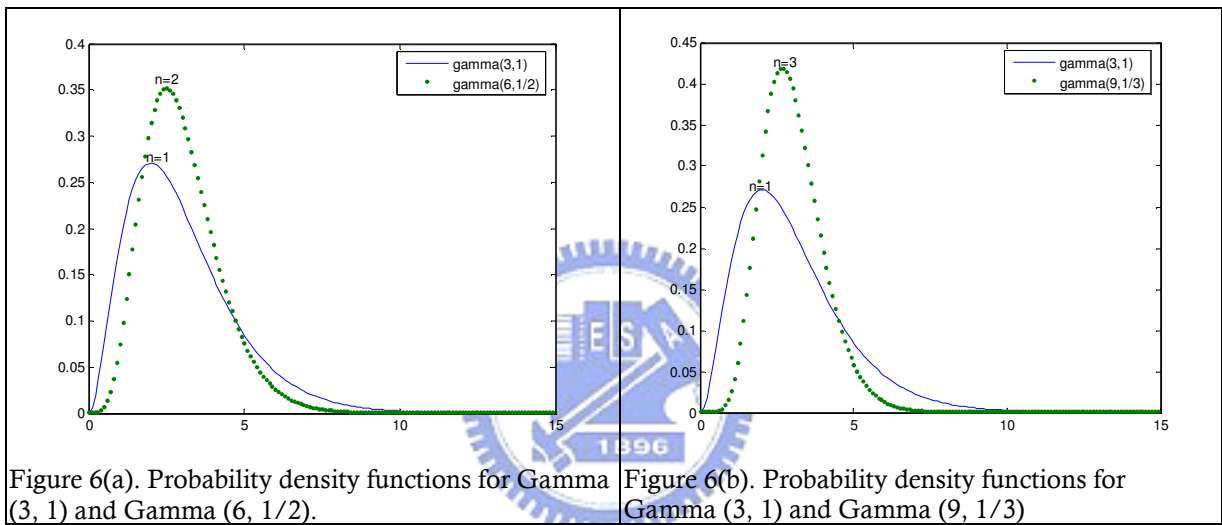 0.4
0.35
0.3
0.25
0.2
0.15
0.1
0.05
0
0
5
10
15
n=2
n=1
gamma(3,1)
gamma(6,1/2)
Figure 6(a). Probability density functions for Gamma
(3, 1) and Gamma (6, 1/2).
0.45
0.4
0.35
0.3
0.25
0.2
0.15
0.1
0.05
0
0
5
10
15
n=3
n=1
gamma(3,1)
gamma(9,1/3)
Figure 6(b). Probability density functions for
Gamma (3, 1) and Gamma (9, 1/3)
E S A
1896